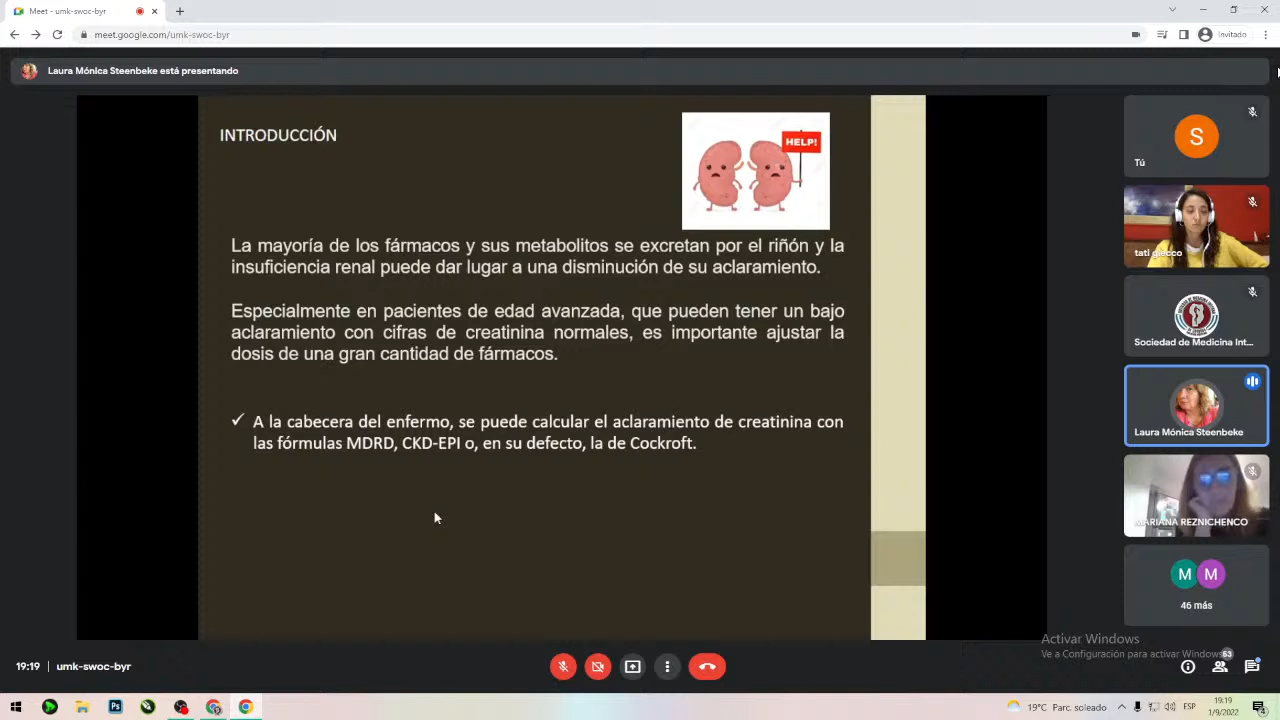 Meet - umk-swoc-byr
meet.google.com/umk-swoc-byr
Invitado
Laura Mónica Steenbeke está presentando
INTRODUCCIÓN
HELP!
La mayoría de los fármacos y sus metabolitos se excretan por el riñón y la
insuficiencia renal puede dar lugar a una disminución de su aclaramiento.
Especialmente en pacientes de edad avanzada, que pueden tener un bajo
aclaramiento con cifras de creatinina normales, es importante ajustar la
dosis de una gran cantidad de fármacos.
✓ A la cabecera del enfermo, se puede calcular el aclaramiento de creatinina con
las fórmulas MDRD, CKD-EPI o, en su defecto, la de Cockroft.
S
Tú
tati giecco
Sociedad de Medicina Int...
Laura Mónica Steenbeke
MARIANA REZNICHENCO
M M
46 más
Activar Windows
Ve a Configuración para activar Windows
63
19:19 | umk-swoc-byr
Ps
19°C Parc. soleado
ESP
19:19
1/9/2022
4